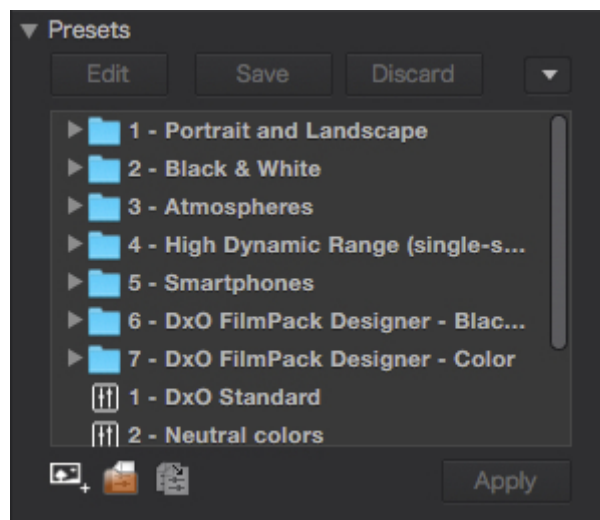 Presets
Edit Save Discard
1 - Portrait and Landscape
2 - Black & White
3 - Atmospheres
4 - High Dynamic Range (single-s...
5 - Smartphones
6 - DxO FilmPack Designer - Blac...
7 - DxO FilmPack Designer - Color
1 - DxO Standard
2 - Neutral colors
Apply